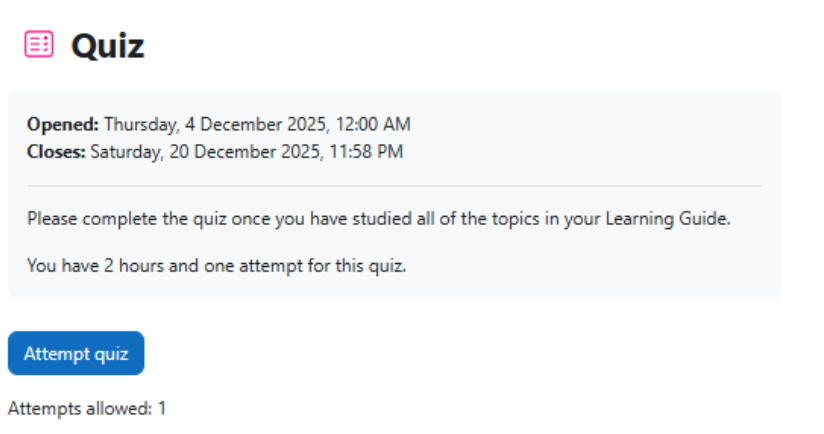 Quiz
Opened: Thursday, 4 December 2025, 12:00 AM
Closes: Saturday, 20 December 2025, 11:58 PM
Please complete the quiz once you have studied all of the topics in your Learning Guide.
You have 2 hours and one attempt for this quiz.
Attempt quiz
Attempts allowed: 1